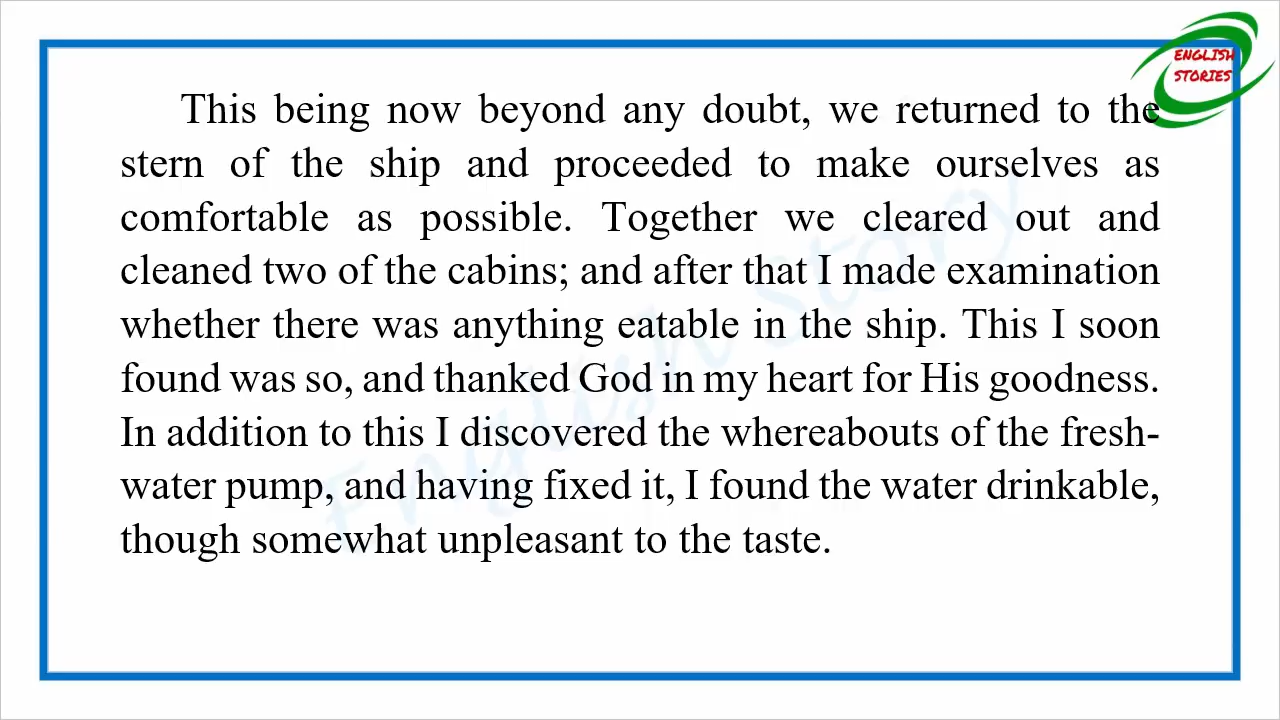 ENGLISH
STORIES
This being now beyond any doubt, we returned to the
stern of the ship and proceeded to make ourselves as
comfortable as possible. Together we cleared out and
cleaned two of the cabins; and after that I made examination
whether there was anything eatable in the ship. This I soon
found was so, and thanked God in my heart for His goodness.
In addition to this I discovered the whereabouts of the fresh-
water pump, and having fixed it, I found the water drinkable,
though somewhat unpleasant to the taste.
English Story